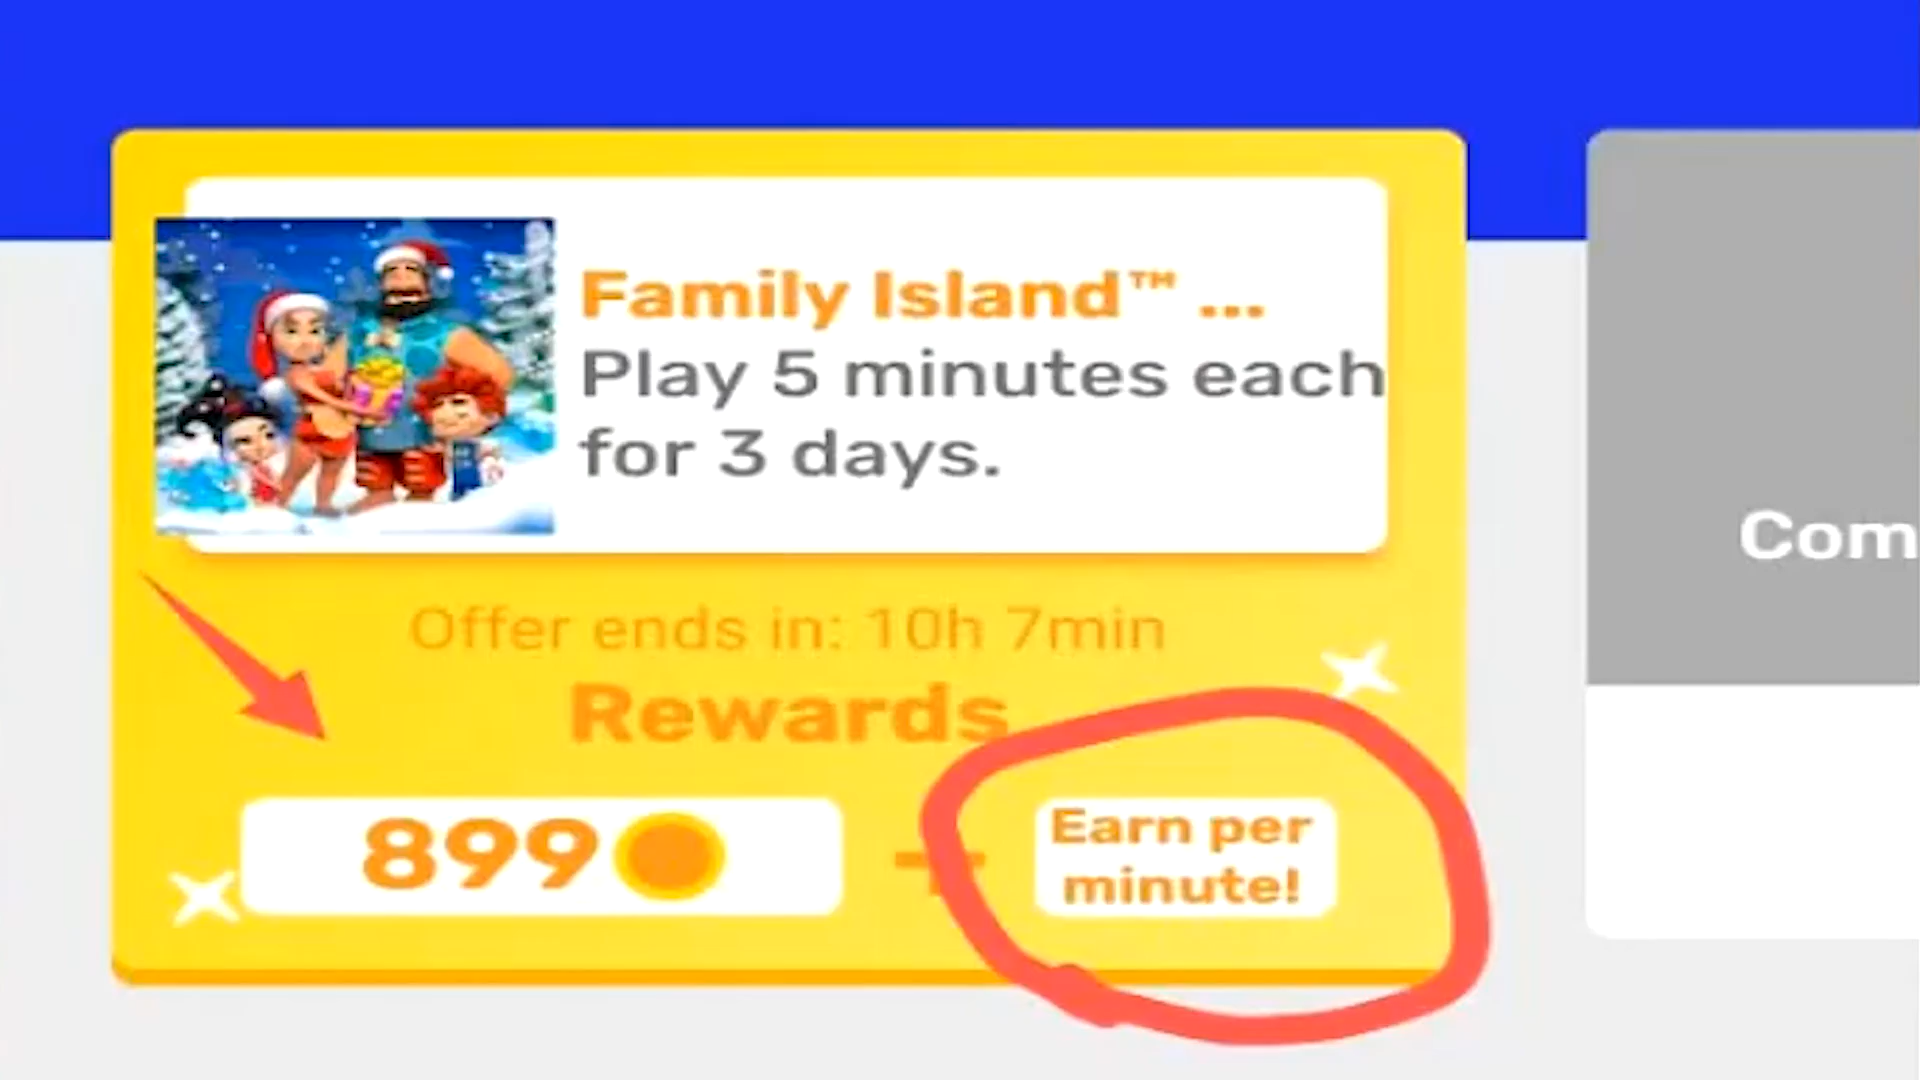 Family Island™ ...
Play 5 minutes each
for 3 days.
Offer ends in: 10h 7min
Rewards
899 + Earn per
minute!
Com